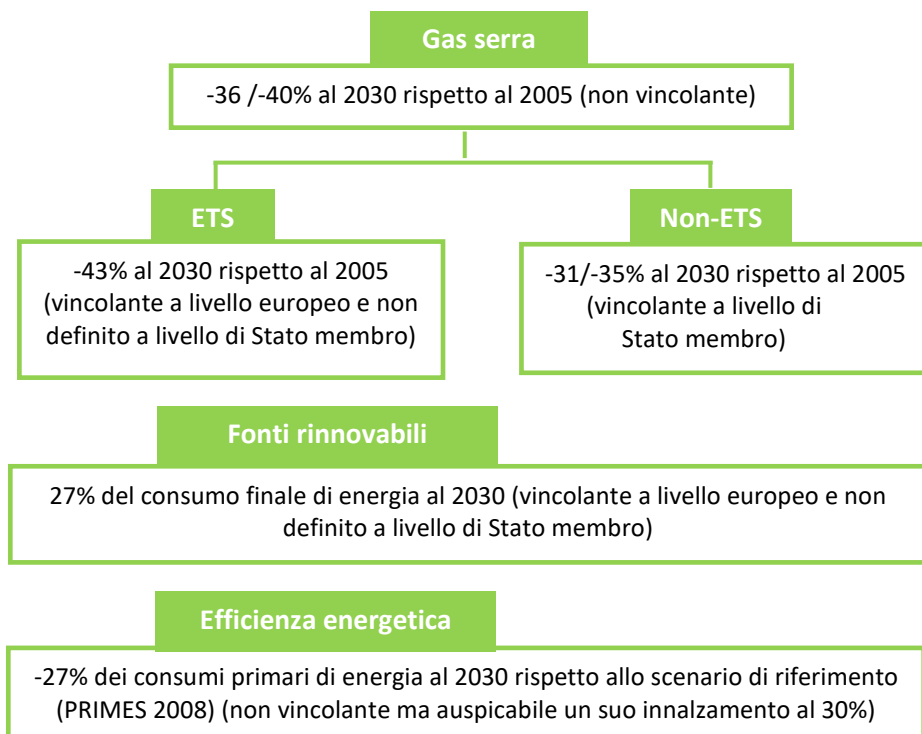 Gas serra
-36 /-40% al 2030 rispetto al 2005 (non vincolante)
ETS
-43% al 2030 rispetto al 2005
(vincolante a livello europeo e non
definito a livello di Stato membro)
Non-ETS
-31/-35% al 2030 rispetto al 2005
(vincolante a livello di
Stato membro)
Fonti rinnovabili
27% del consumo finale di energia al 2030 (vincolante a livello europeo e non
definito a livello di Stato membro)
Efficienza energetica
-27% dei consumi primari di energia al 2030 rispetto allo scenario di riferimento
(PRIMES 2008) (non vincolante ma auspicabile un suo innalzamento al 30%)